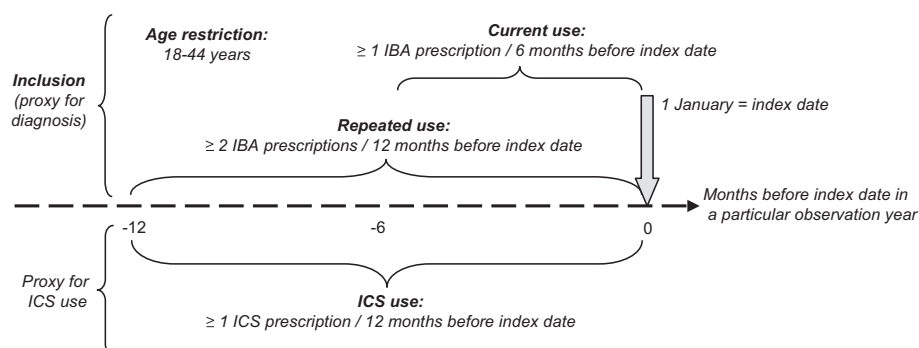 Age restriction:
18-44 years
Current use:
≥ 1 IBA prescription / 6 months before index date
Inclusion
(proxy for
diagnosis)
1 January = index date
Repeated use:
≥ 2 IBA prescriptions / 12 months before index date
Months before index date in
a particular observation year
-12
-6
0
Proxy for
ICS use
ICS use:
≥ 1 ICS prescription / 12 months before index date